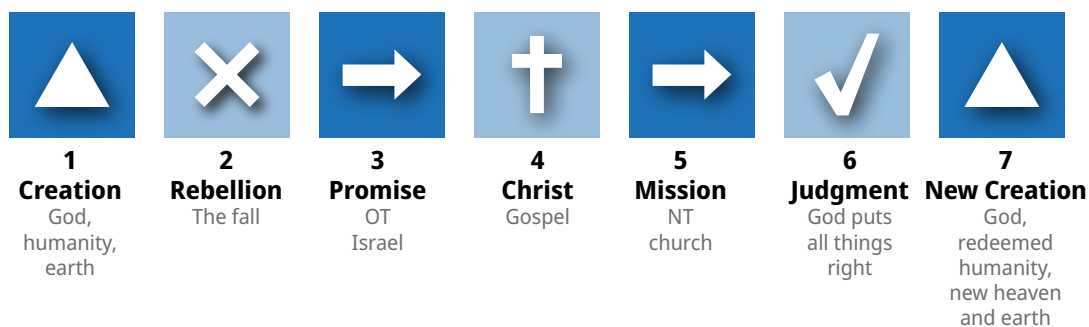 1
Creation
God,
humanity,
earth
2
Rebellion
The fall
3
Promise
OT
Israel
4
Christ
Gospel
5
Mission
NT
church
6
Judgment
God puts
all things
right
7
New Creation
God,
redeemed
humanity,
new heaven
and earth